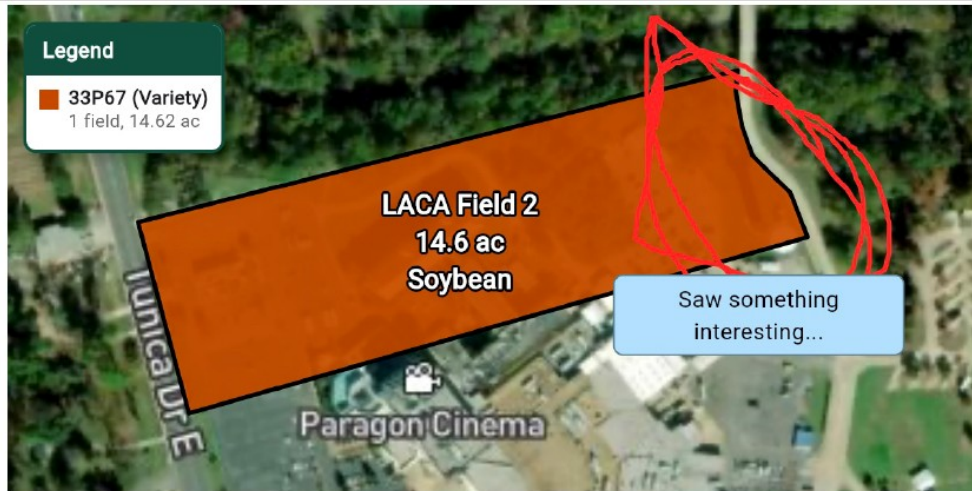 Legend
33P67 (Variety)
1 field, 14.62 ac
LACA Field 2
14.6 ac
Soybean
Saw something
interesting...
Tunica Dr E
Paragon Cinema